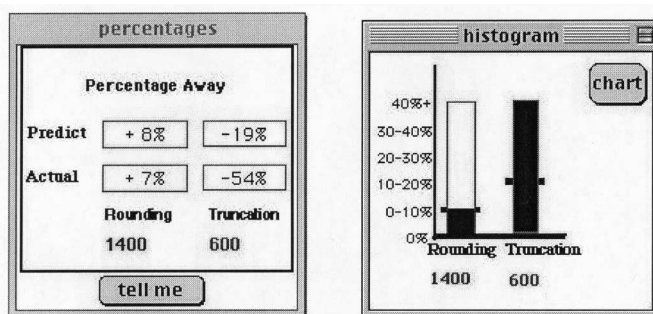 percentages
Percentage Away
Predict + 8% -19%
Actual + 7% -54%
Rounding Truncation
1400 600
tell me
histogram
chart
40%+
30-40%
20-30%
10-20%
0-10%
0%
Rounding Truncation
1400 600